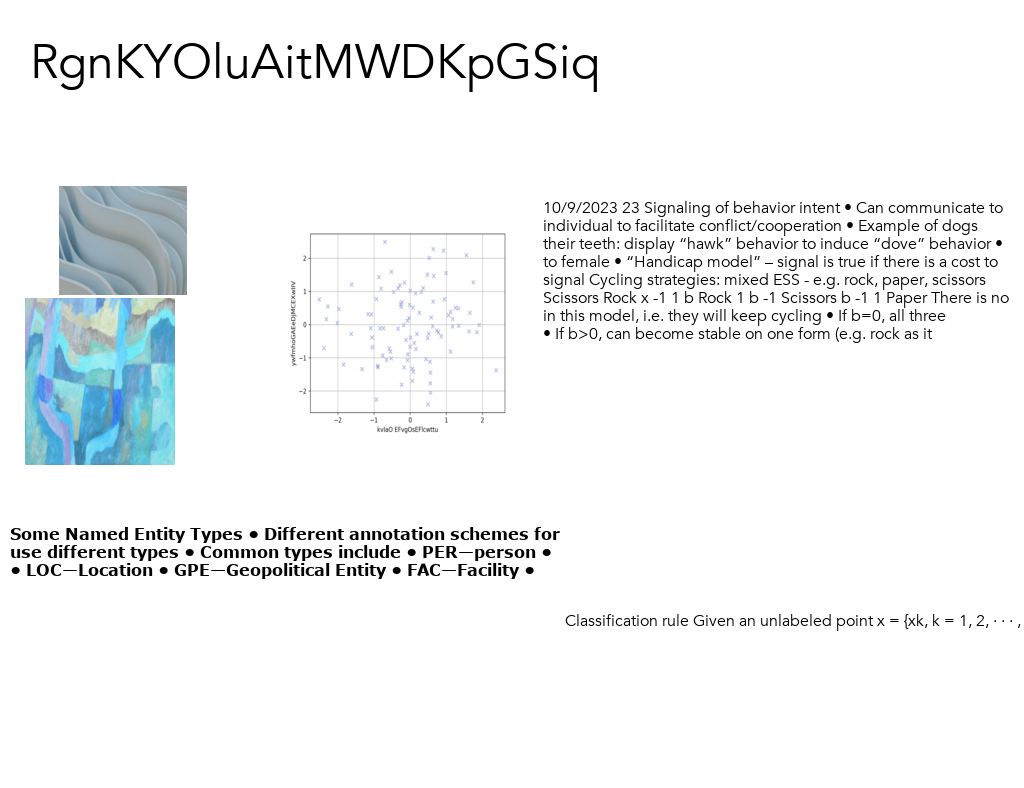 RgnKYOluAitMWDKpGSiq
10/9/2023 23 Signaling of behavior intent • Can communicate to
individual to facilitate conflict/cooperation • Example of dogs
their teeth: display “hawk” behavior to induce “dove” behavior •
to female • “Handicap model” – signal is true if there is a cost to
signal Cycling strategies: mixed ESS - e.g. rock, paper, scissors
Scissors Rock x -1 1 b Rock 1 b -1 Scissors b -1 1 Paper There is no
in this model, i.e. they will keep cycling • If b=0, all three
• If b>0, can become stable on one form (e.g. rock as it
2
1
0
−1
−2
−2 −1 0 1 2
Some Named Entity Types • Different annotation schemes for
use different types • Common types include • PER—person •
• LOC—Location • GPE—Geopolitical Entity • FAC—Facility •
Classification rule Given an unlabeled point x = {xk, k = 1, 2, · · · ,